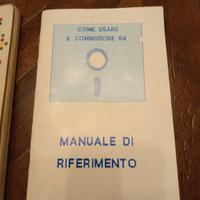 COME USARE
IL COMMODORE 64
MANUALE DI
RIFERIMENTO